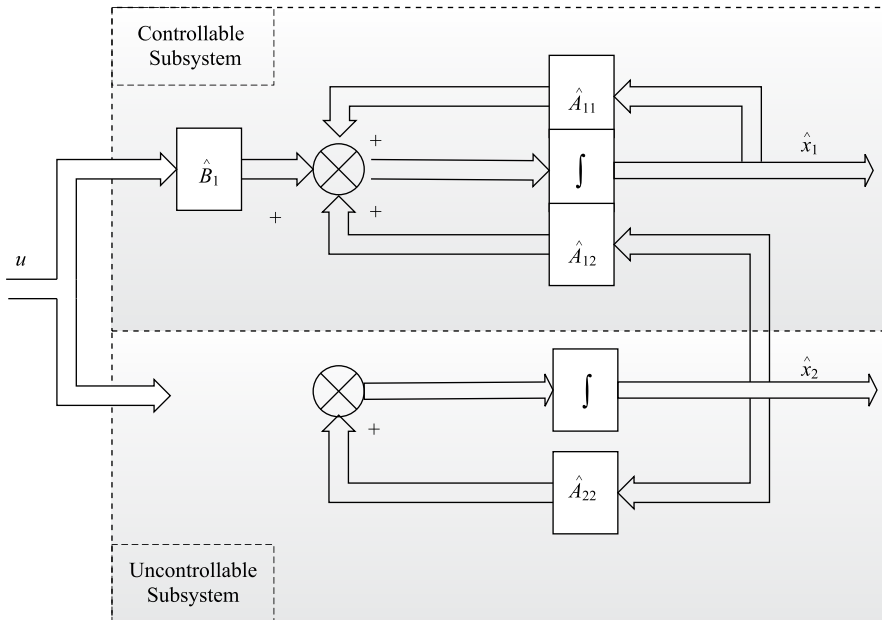 Controllable
Subsystem
Â₁₁
+
x̂₁
∫
B̂₁
+
+
Â₁₂
u
x̂₂
∫
+
Â₂₂
Uncontrollable
Subsystem